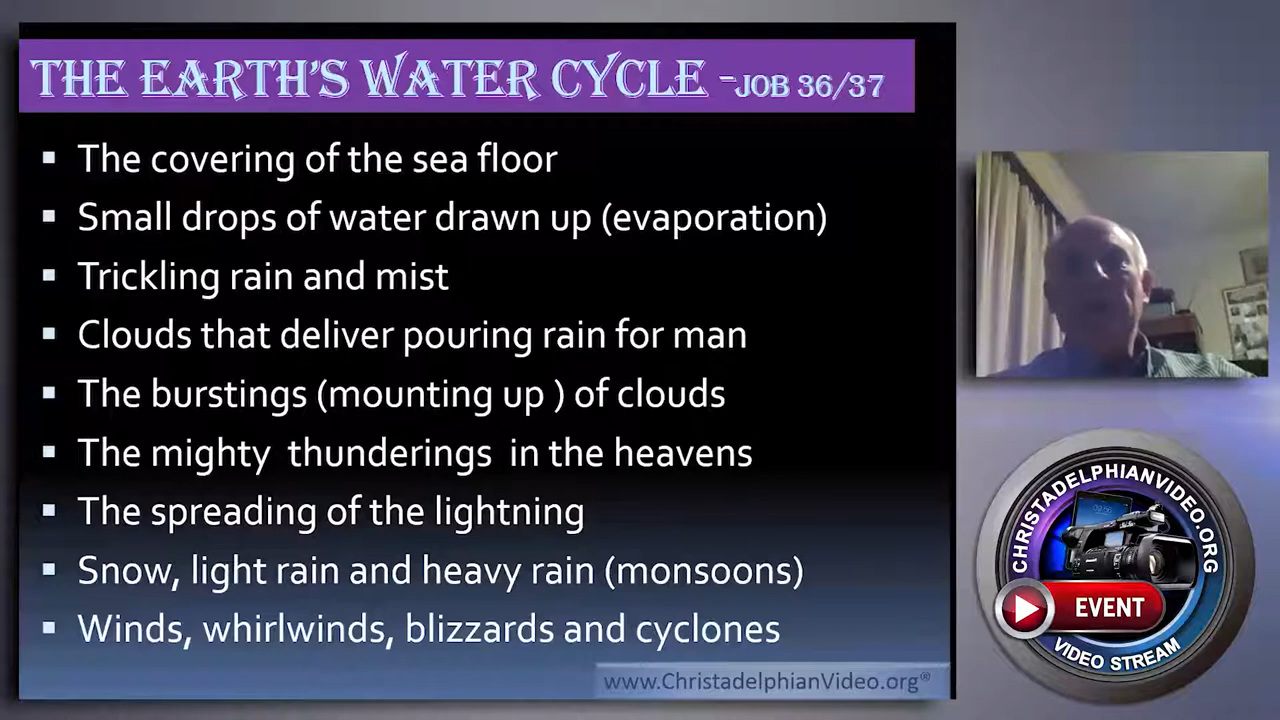 THE EARTH'S WATER CYCLE -JOB 36/37
▪ The covering of the sea floor
▪ Small drops of water drawn up (evaporation)
▪ Trickling rain and mist
▪ Clouds that deliver pouring rain for man
▪ The burstings (mounting up ) of clouds
▪ The mighty  thunderings  in the heavens
▪ The spreading of the lightning
▪ Snow, light rain and heavy rain (monsoons)
▪ Winds, whirlwinds, blizzards and cyclones
www.ChristadelphianVideo.org®
CHRISTADELPHIANVIDEO.ORG
EVENT
VIDEO STREAM